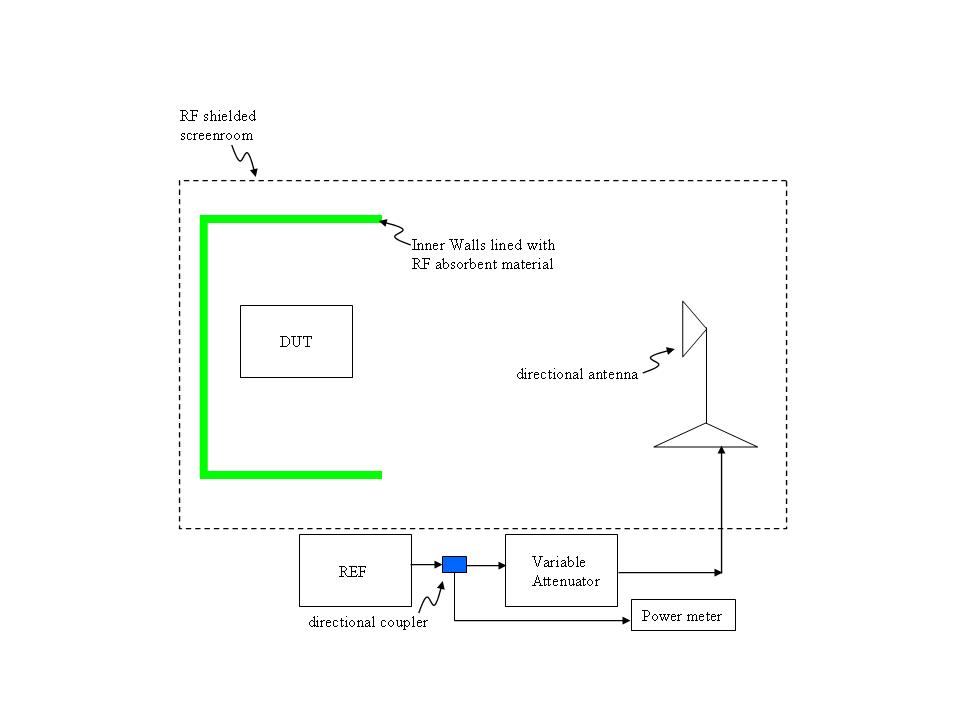 RF shielded
screenroom
Inner Walls lined with
RF absorbent material
DUT
directional antenna
REF
Variable
Attenuator
directional coupler
Power meter